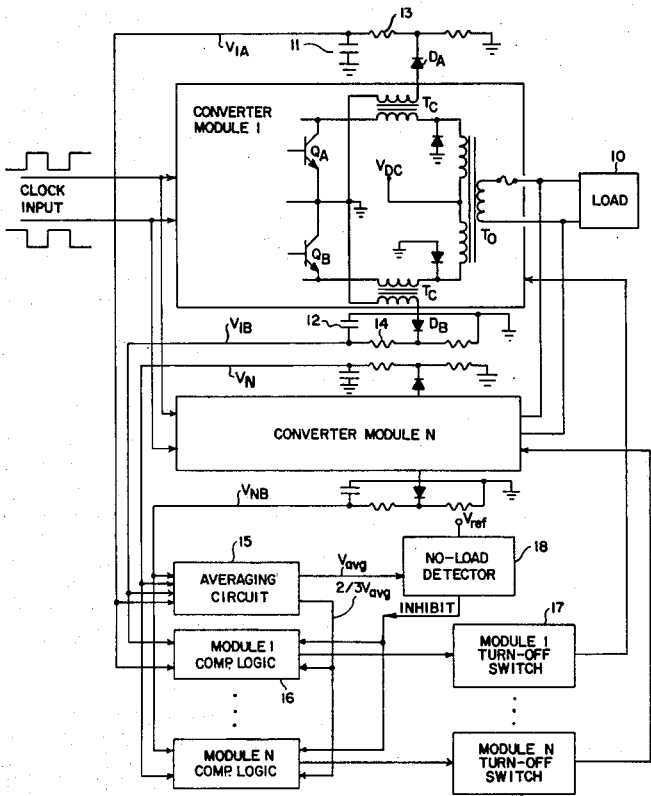 13
11
V1A
DA
CONVERTER
MODULE 1
TC
QA
VDC
10
LOAD
CLOCK
INPUT
TO
QB
TC
12
V1B
14
DB
VN
CONVERTER MODULE N
VNB
Vref
15
18
AVERAGING
CIRCUIT
Vavg
NO-LOAD
DETECTOR
2/3Vavg
INHIBIT
17
MODULE 1
COMP. LOGIC
MODULE 1
TURN-OFF
SWITCH
16
MODULE N
COMP. LOGIC
MODULE N
TURN-OFF
SWITCH